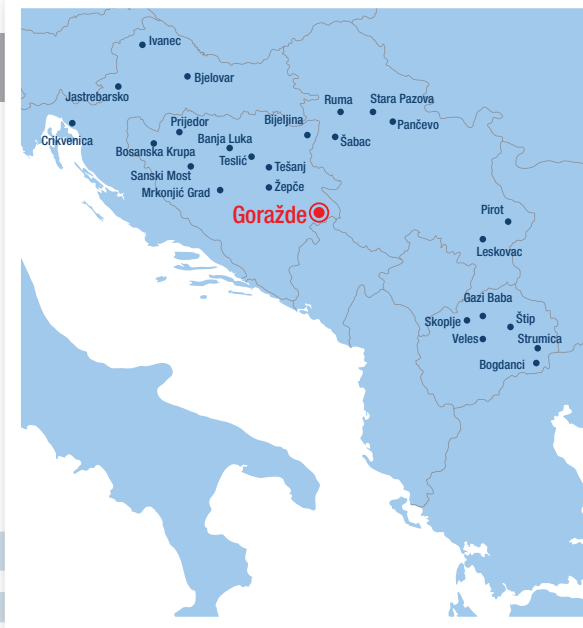 Ivanec
Bjelovar
Jastrebarsko
Ruma
Stara Pazova
Crikvenica
Prijedor
Bijeljina
Pančevo
Banja Luka
Šabac
Bosanska Krupa
Teslić
Tešanj
Sanski Most
Žepče
Mrkonjić Grad
Goražde
Pirot
Leskovac
Gazi Baba
Skoplje
Štip
Veles
Strumica
Bogdanci